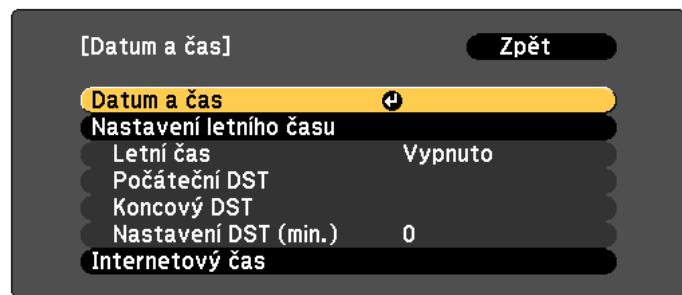 [Datum a čas] Zpět
Datum a čas
Nastavení letního času
Letní čas Vypnuto
Počáteční DST
Koncový DST
Nastavení DST (min.) 0
Internetový čas